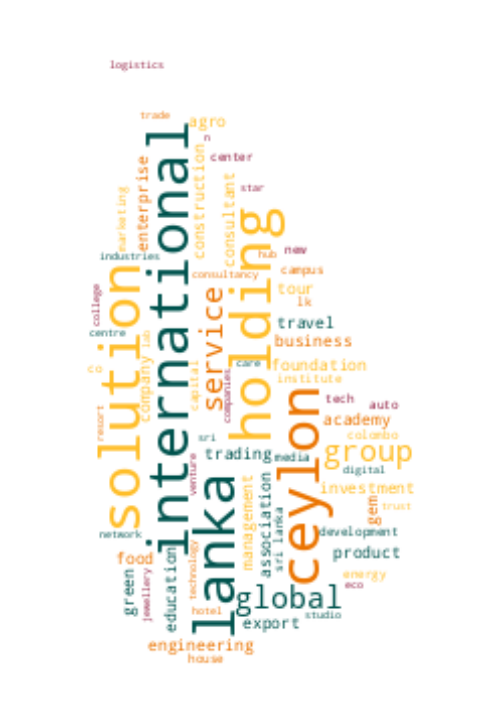 logistics
trade
agro
n
international
center
enterprise
construction
consultant
marketing
star
holding
industries
hub
new
solution
consultancy
campus
tour
lk
college
service
travel
centre
lab
business
care
foundation
co
company
capital
companies
institute
ceylon
tech
auto
resort
academy
sri
colombo
trading
media
group
venture
digital
lanka
management
association
investment
gem
trust
sri lanka
network
development
technology
food
education
product
green
jewellery
energy
eco
global
hotel
studio
export
engineering
house